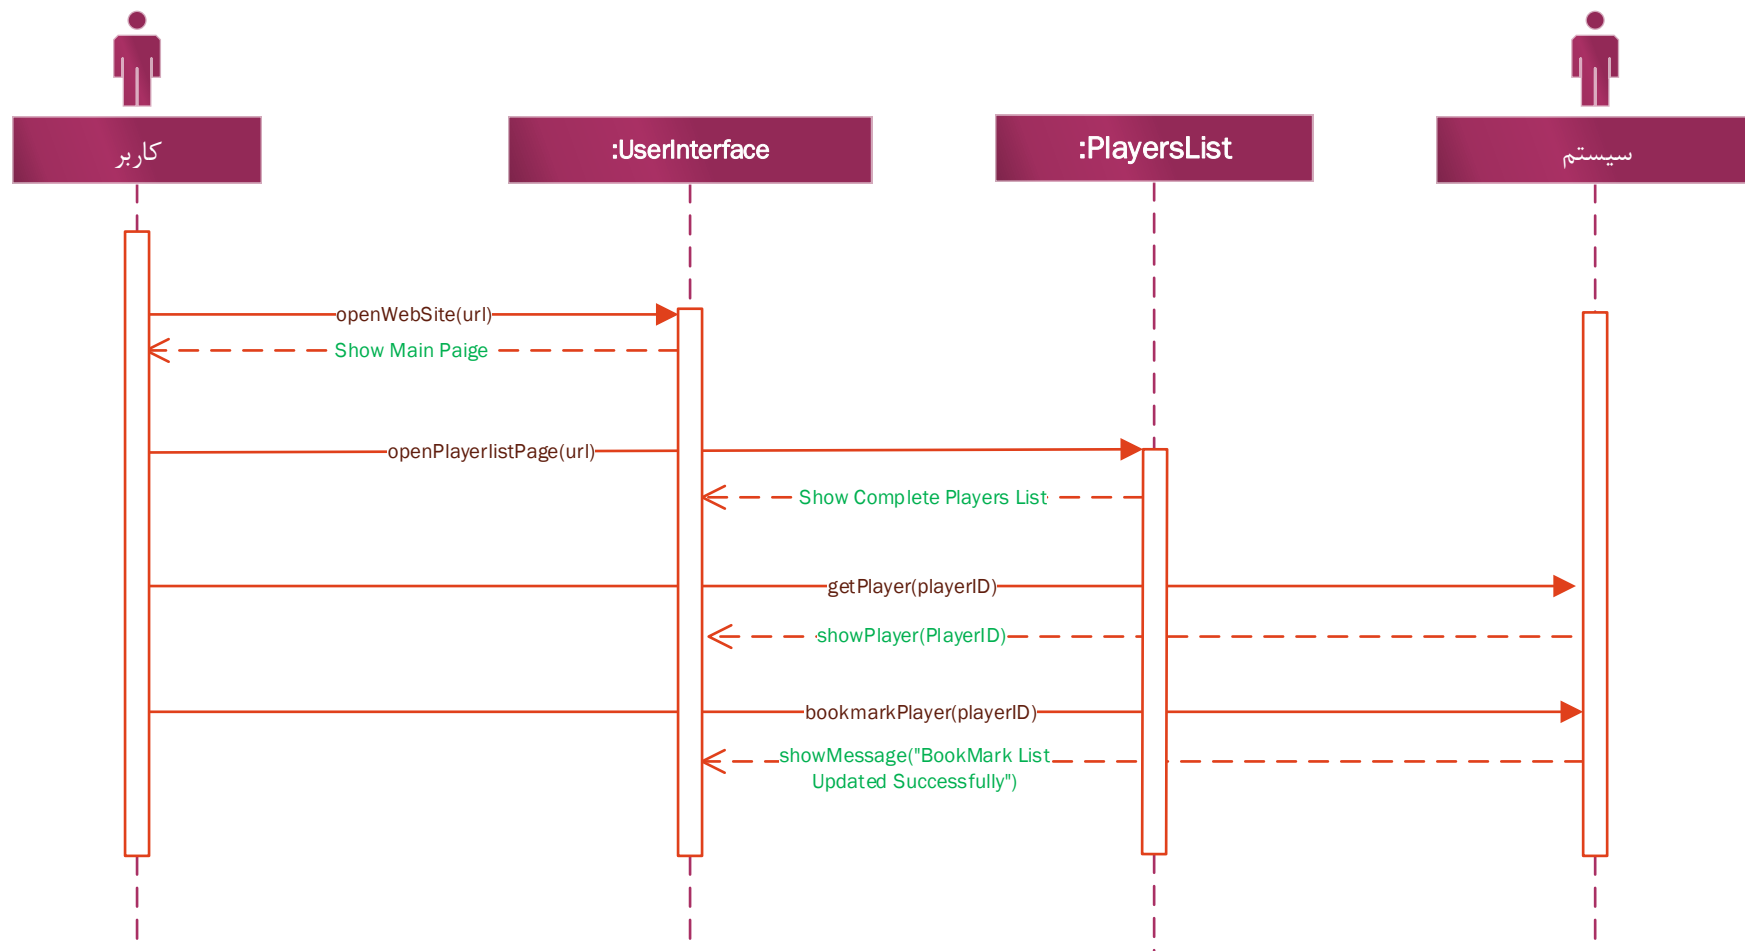 کاربر
:UserInterface
:PlayersList
سیستم
openWebSite(url)
Show Main Paige
openPlayerlistPage(url)
Show Complete Players List
getPlayer(playerID)
showPlayer(PlayerID)
bookmarkPlayer(playerID)
showMessage("BookMark List
Updated Successfully")